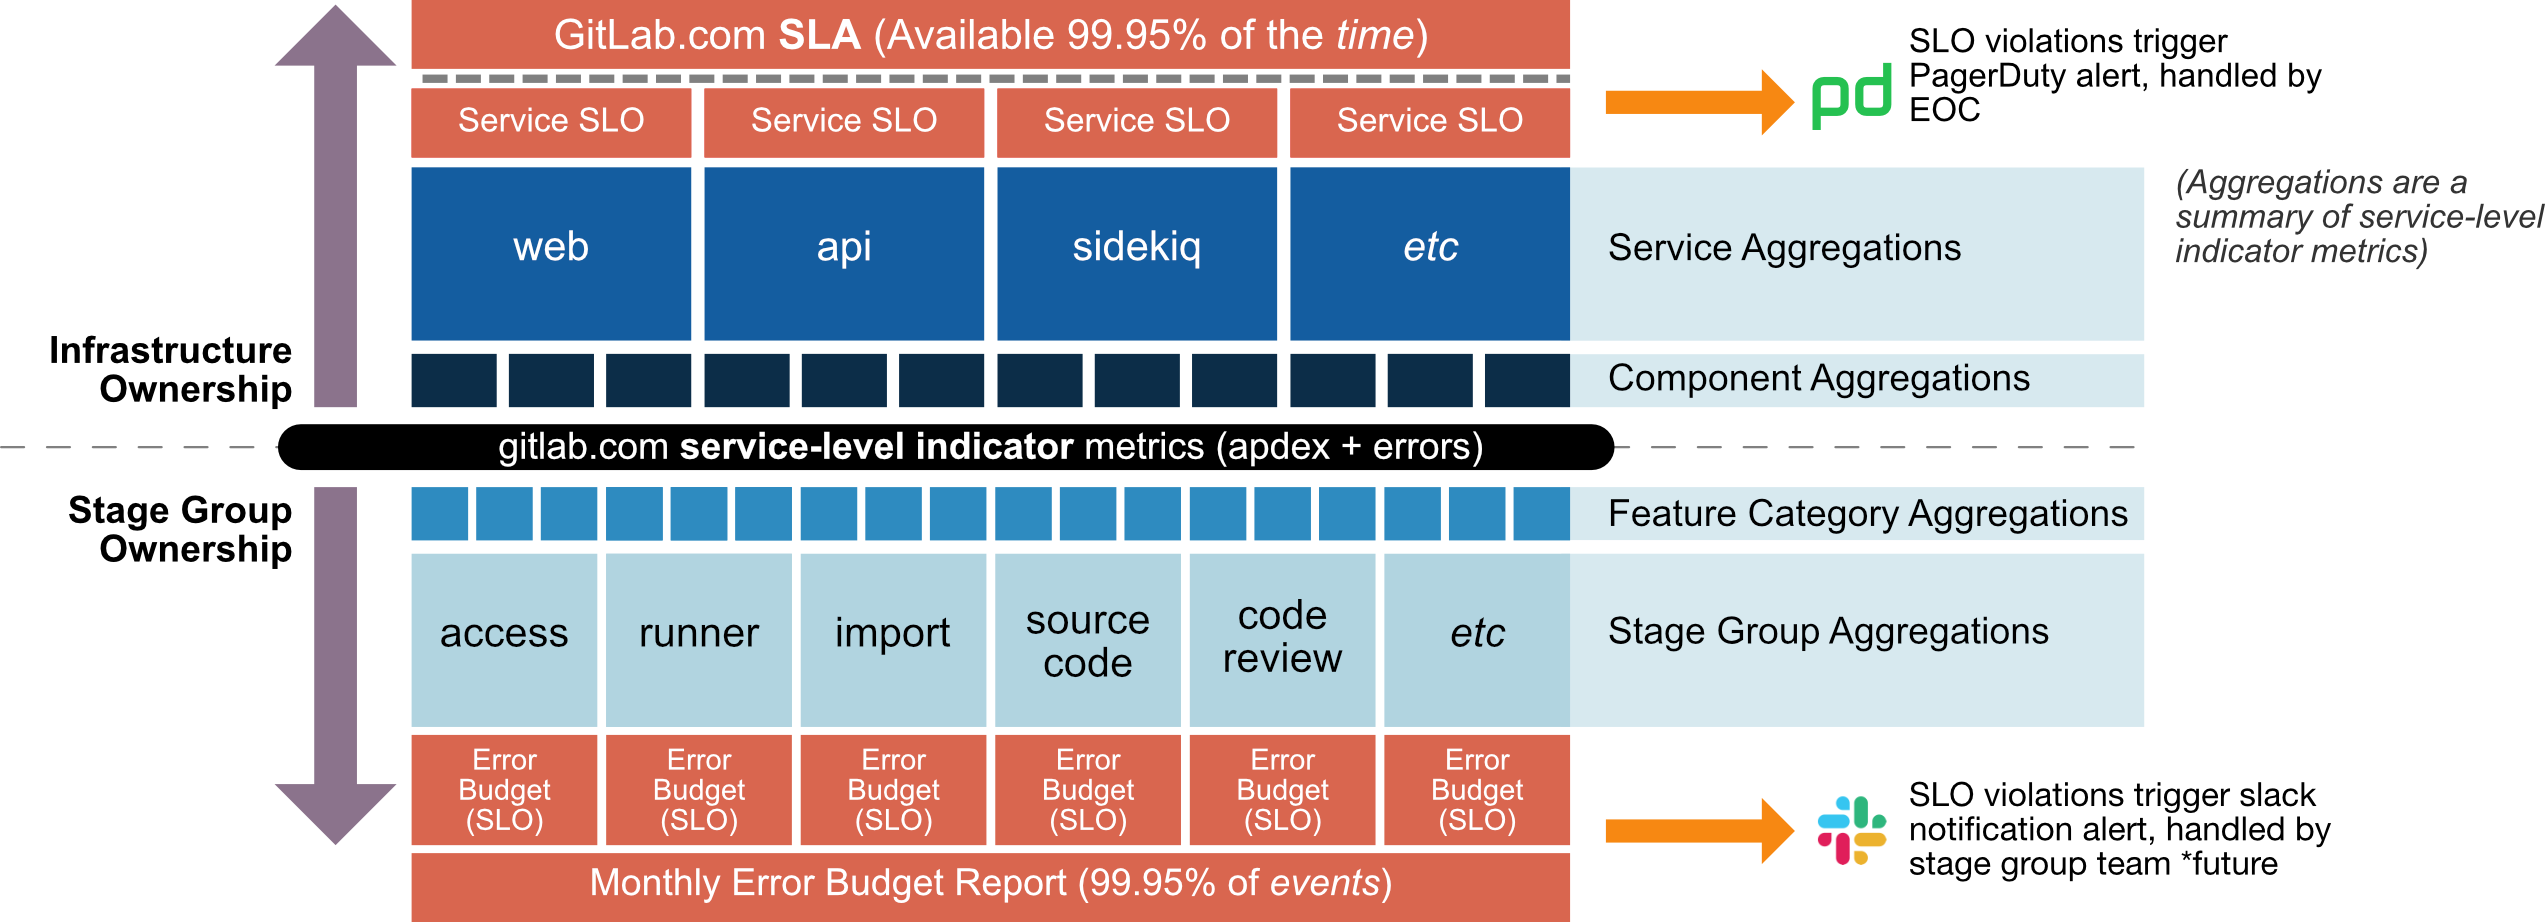 GitLab.com SLA (Available 99.95% of the time)
SLO violations trigger
PagerDuty alert, handled by
EOC
pd
Service SLO
Service SLO
Service SLO
Service SLO
web
api
sidekiq
etc
Service Aggregations
(Aggregations are a
summary of service-level
indicator metrics)
Infrastructure
Ownership
Component Aggregations
gitlab.com service-level indicator metrics (apdex + errors)
Stage Group
Ownership
Feature Category Aggregations
access
runner
import
source
code
code
review
etc
Stage Group Aggregations
Error
Budget
(SLO)
Error
Budget
(SLO)
Error
Budget
(SLO)
Error
Budget
(SLO)
Error
Budget
(SLO)
Error
Budget
(SLO)
SLO violations trigger slack
notification alert, handled by
stage group team *future
Monthly Error Budget Report (99.95% of events)